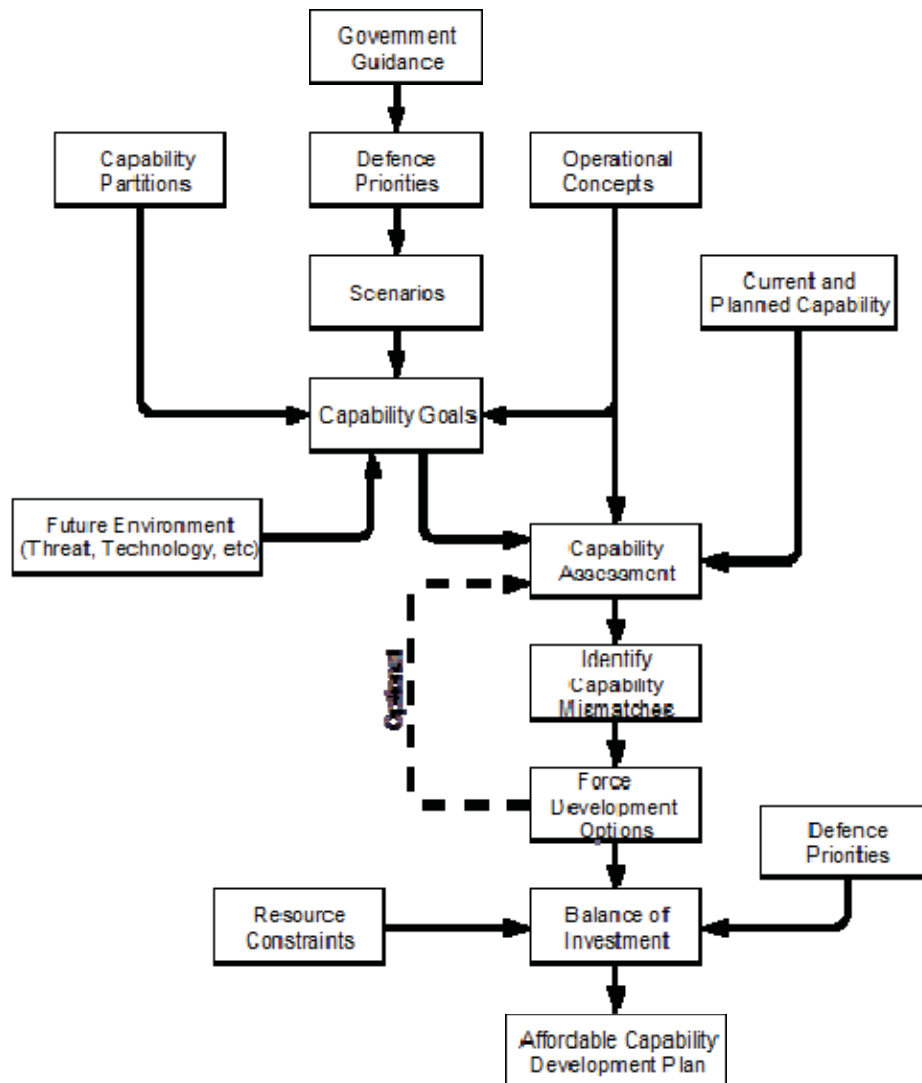 Government
Guidance
Capability
Partitions
Defence
Priorities
Operational
Concepts
Scenarios
Current and
Planned Capability
Capability Goals
Future Environment
(Threat, Technology, etc)
Capability
Assessment
Identify
Capability
Mismatches
Optional
Force
Development
Options
Defence
Priorities
Resource
Constraints
Balance of
Investment
Affordable Capability
Development Plan